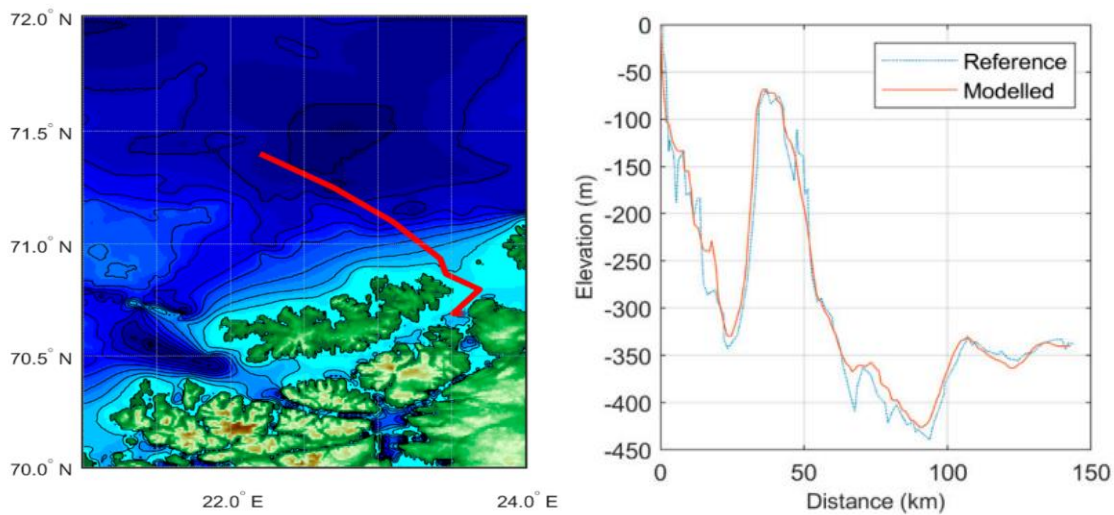 72.0° N
71.5° N
71.0° N
70.5° N
70.0° N
22.0° E
24.0° E
0
-50
-100
-150
-200
-250
-300
-350
-400
-450
Elevation (m)
Reference
Modelled
0
50
100
150
Distance (km)